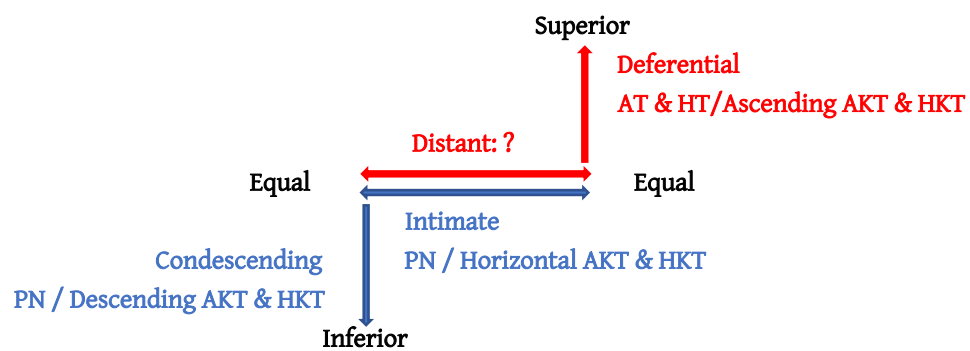 Superior
Deferential
AT & HT/Ascending AKT & HKT
Distant: ?
Equal
Equal
Intimate
PN / Horizontal AKT & HKT
Condescending
PN / Descending AKT & HKT
Inferior